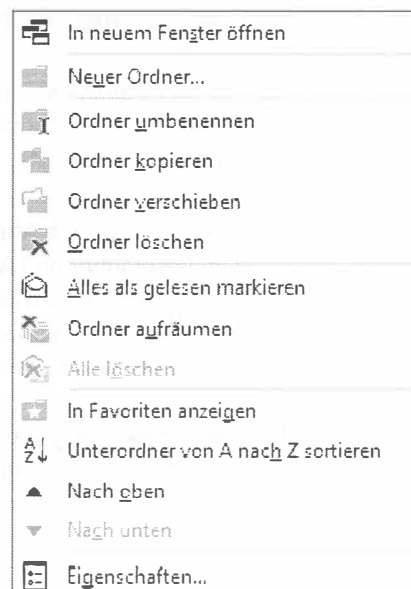 In neuem Fenster öffnen
Neuer Ordner...
Ordner umbenennen
Ordner kopieren
Ordner verschieben
Ordner löschen
Alles als gelesen markieren
Ordner aufräumen
Alle löschen
In Favoriten anzeigen
Unterordner von A nach Z sortieren
Nach oben
Nach unten
Eigenschaften...